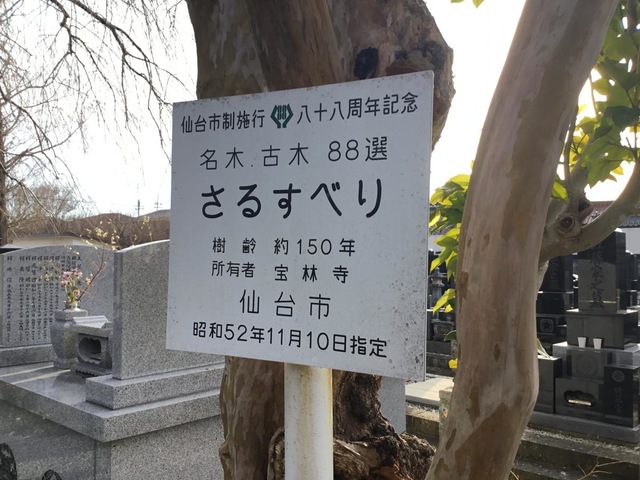 仙台市制施行 八十八周年記念
名木.古木 88選
さるすべり
樹齢 約150年
所有者 宝林寺
仙台市
昭和52年11月10日指定